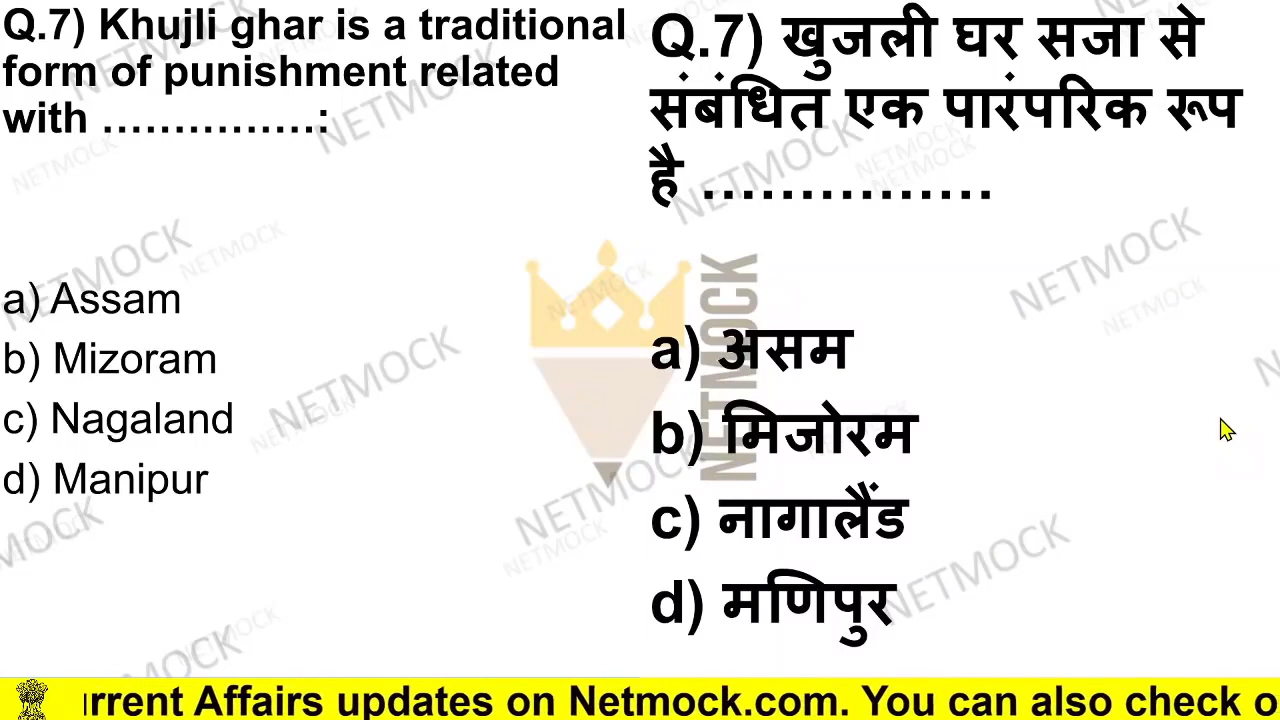 Q.7) Khujli ghar is a traditional
form of punishment related
with ……………:
a) Assam
b) Mizoram
c) Nagaland
d) Manipur
Q.7) खुजली घर सजा से
संबंधित एक पारंपरिक रूप
है ……………
a) असम
b) मिजोरम
c) नागालैंड
d) मणिपुर
NETMOCK
rrent Affairs updates on Netmock.com. You can also check o